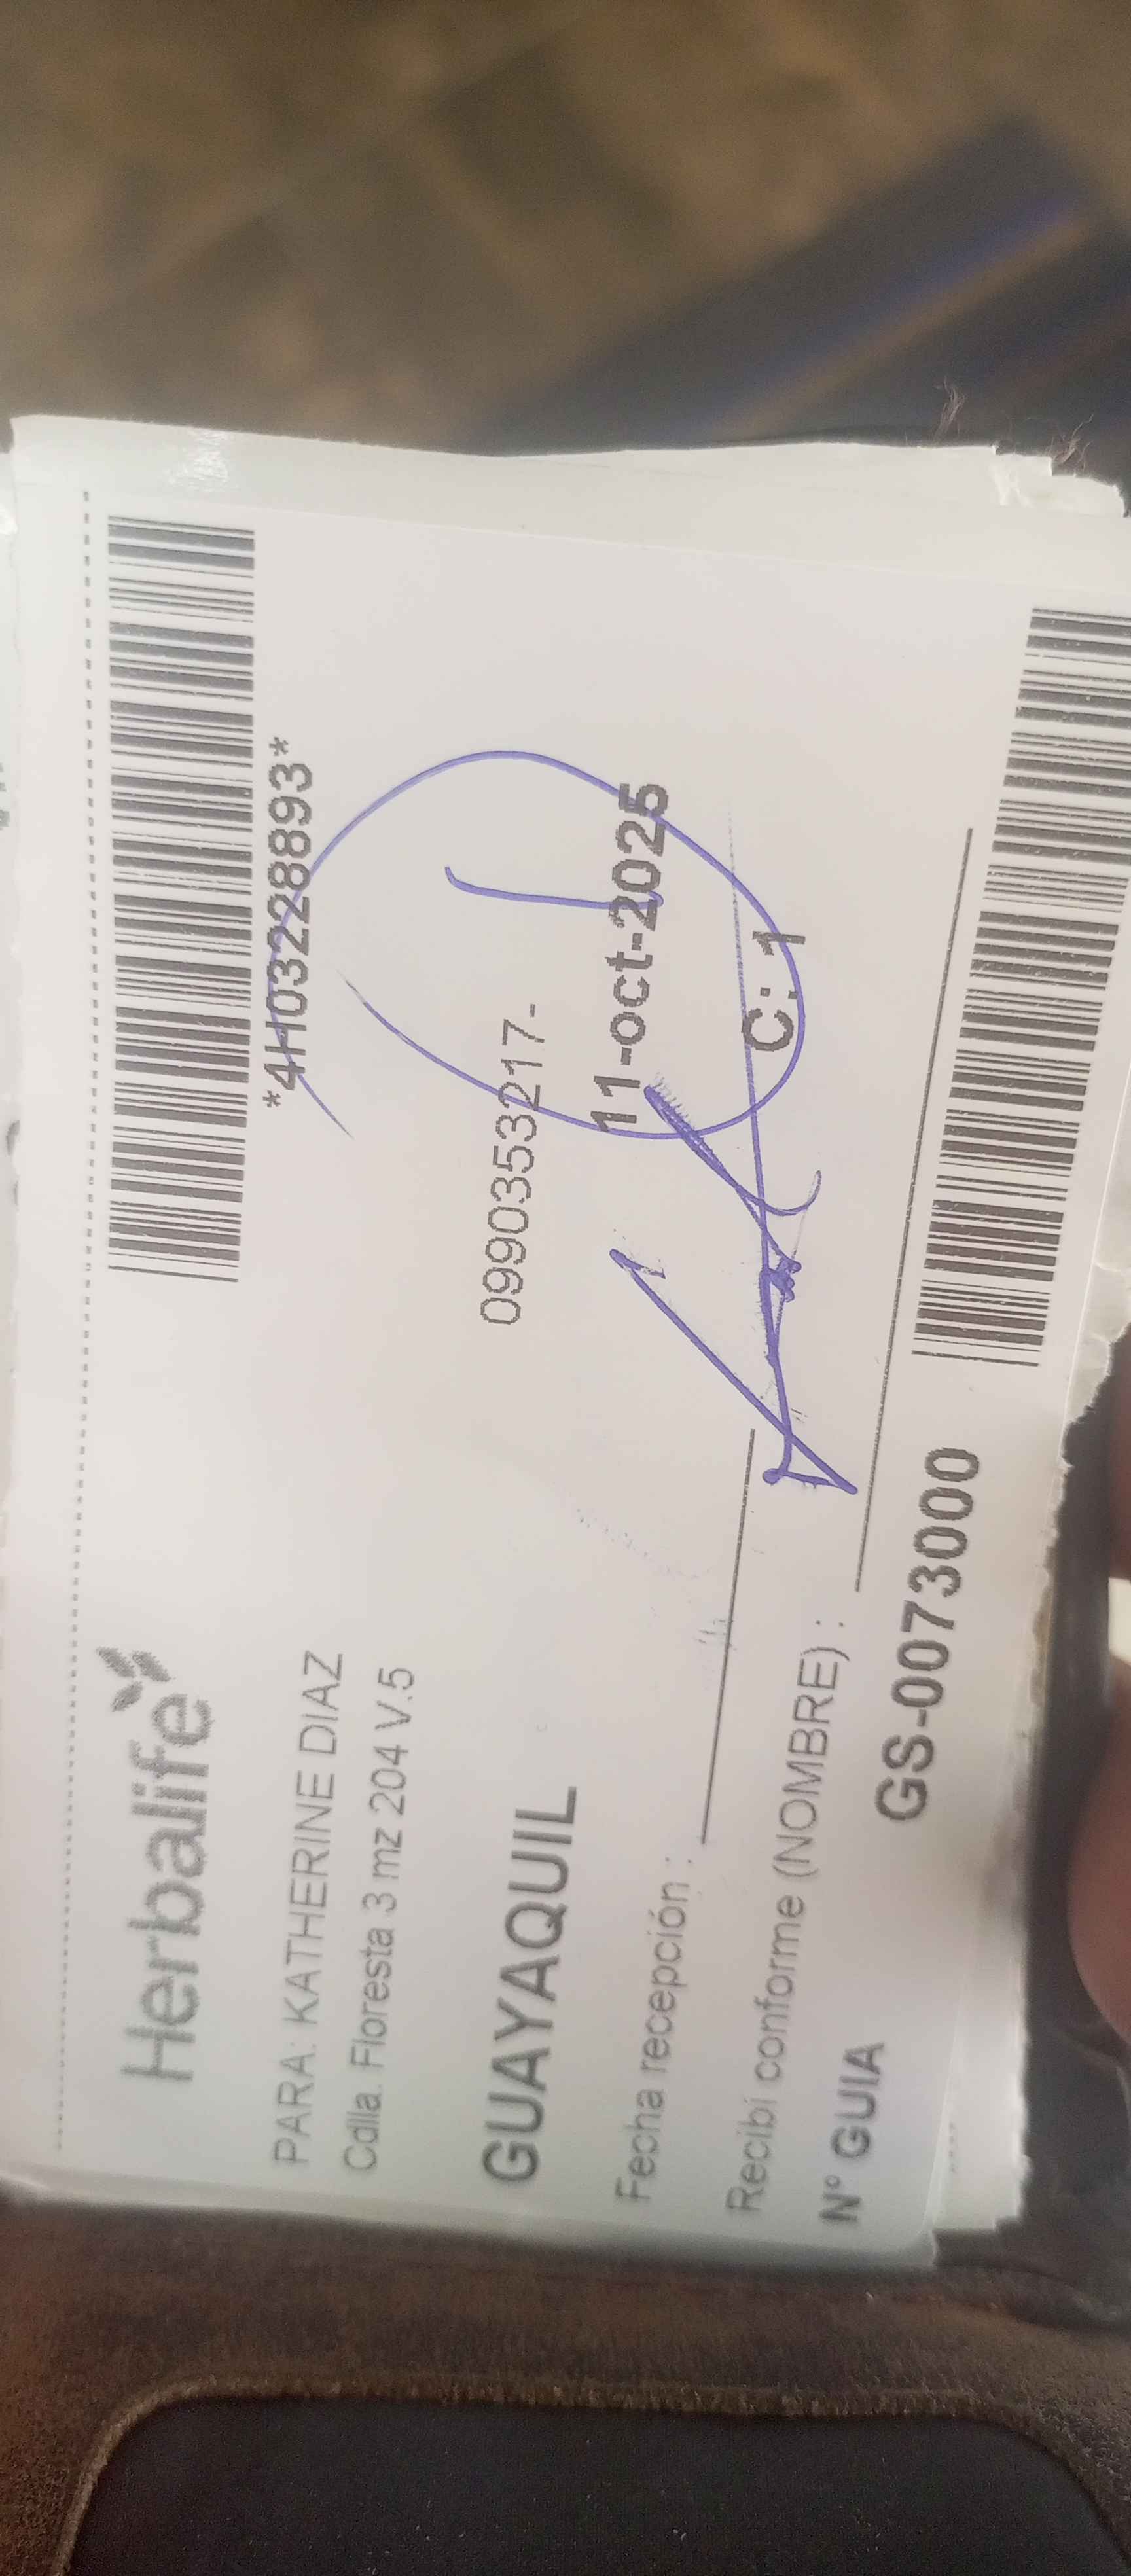 Herbalife
*4H03228893*
PARA: KATHERINE DIAZ
Cdlla. Floresta 3 mz 204 V.5
0990353217-
GUAYAQUIL
11-oct-2025
Fecha recepción :
C: 1
Recibí conforme (NOMBRE) :
N° GUIA
GS-0073000